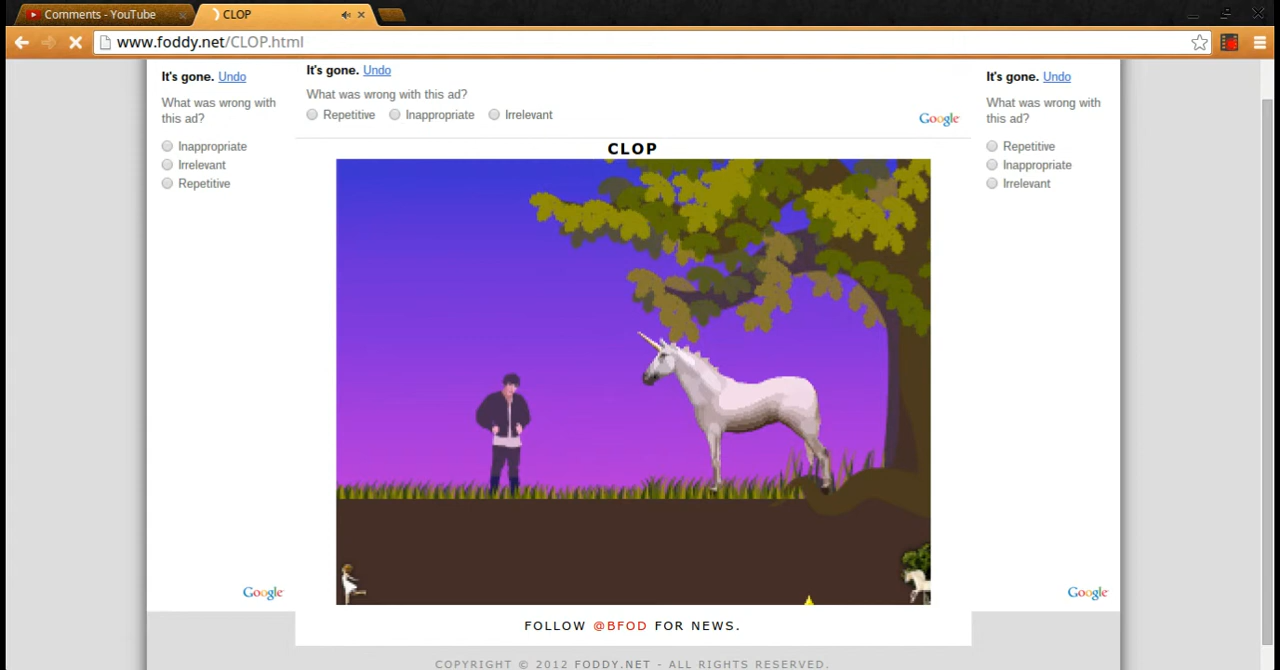 Comments - YouTube
CLOP
www.foddy.net/CLOP.html
It's gone. Undo
What was wrong with
this ad?
Inappropriate
Irrelevant
Repetitive
Google
It's gone. Undo
What was wrong with this ad?
Repetitive Inappropriate Irrelevant
Google
It's gone. Undo
What was wrong with
this ad?
Repetitive
Inappropriate
Irrelevant
Google
CLOP
FOLLOW @BFOD FOR NEWS.
COPYRIGHT © 2012 FODDY.NET - ALL RIGHTS RESERVED.